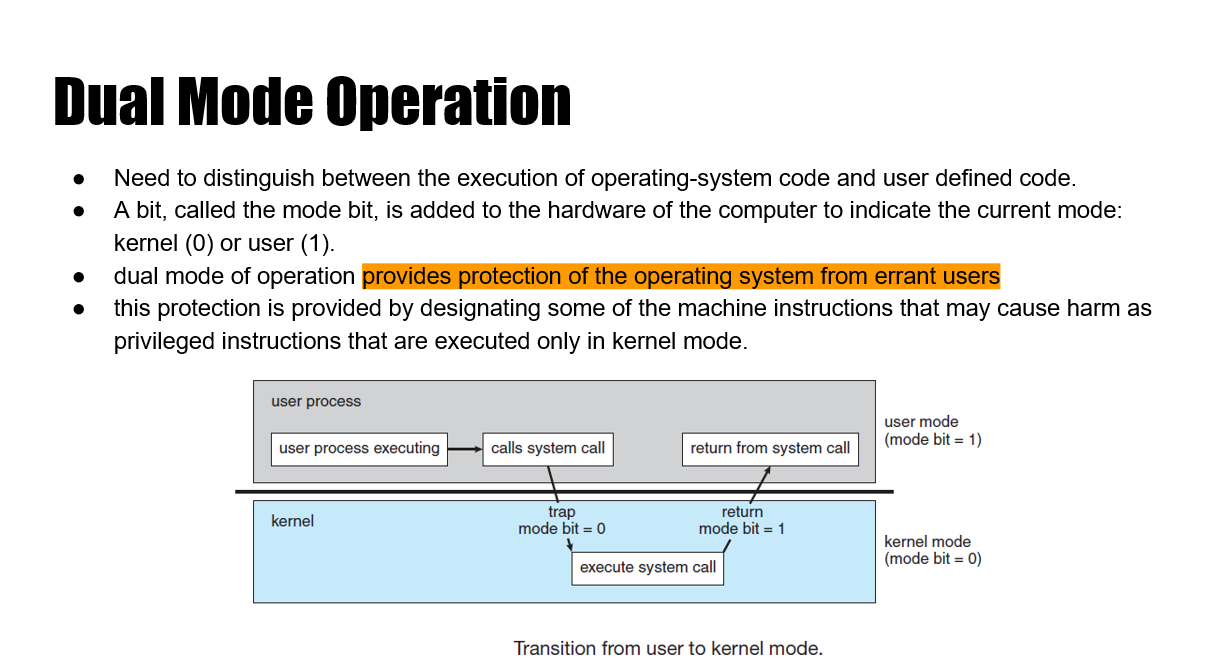 Dual Mode Operation
● Need to distinguish between the execution of operating-system code and user defined code.
● A bit, called the mode bit, is added to the hardware of the computer to indicate the current mode:
kernel (0) or user (1).
● dual mode of operation provides protection of the operating system from errant users
● this protection is provided by designating some of the machine instructions that may cause harm as
privileged instructions that are executed only in kernel mode.
user process
user process executing
calls system call
return from system call
user mode
(mode bit = 1)
kernel
trap
mode bit = 0
return
mode bit = 1
execute system call
kernel mode
(mode bit = 0)
Transition from user to kernel mode.